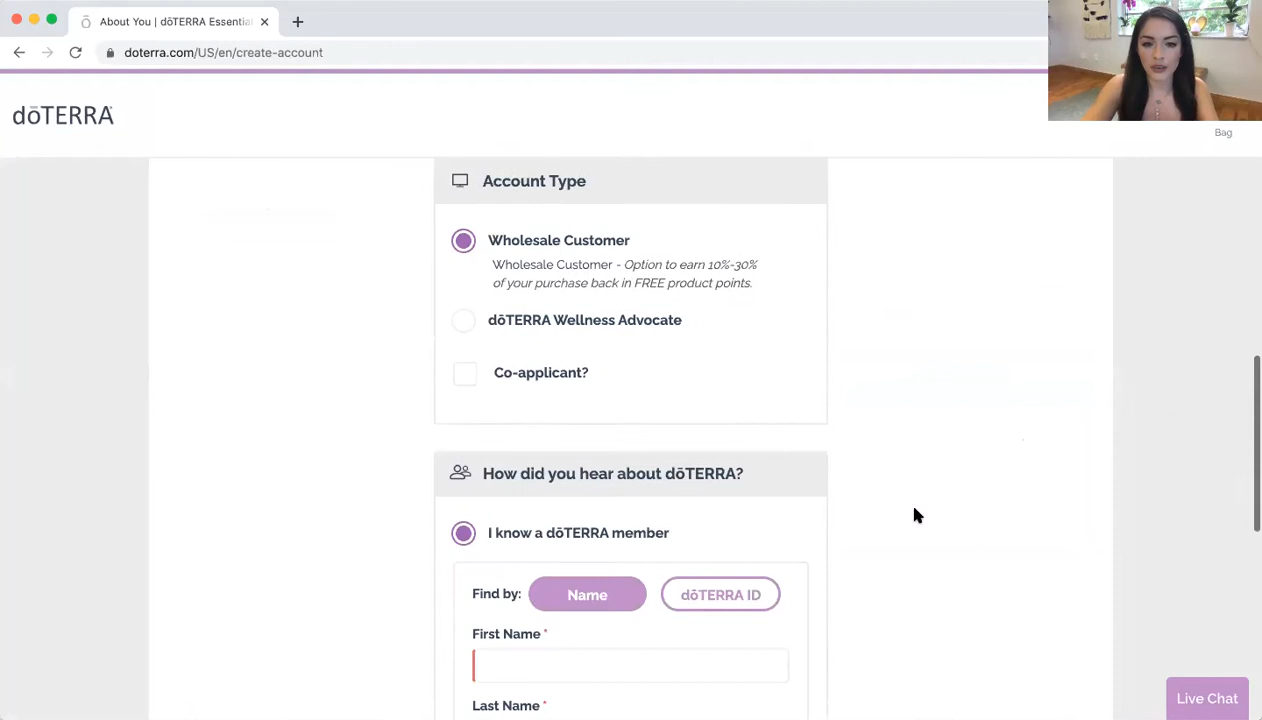 About You | dōTERRA Essentia
doterra.com/US/en/create-account
dōTERRA
Bag
Account Type
Wholesale Customer
Wholesale Customer - Option to earn 10%-30%
of your purchase back in FREE product points.
dōTERRA Wellness Advocate
Co-applicant?
How did you hear about dōTERRA?
I know a dōTERRA member
Find by: Name dōTERRA ID
First Name *
Last Name *
Live Chat